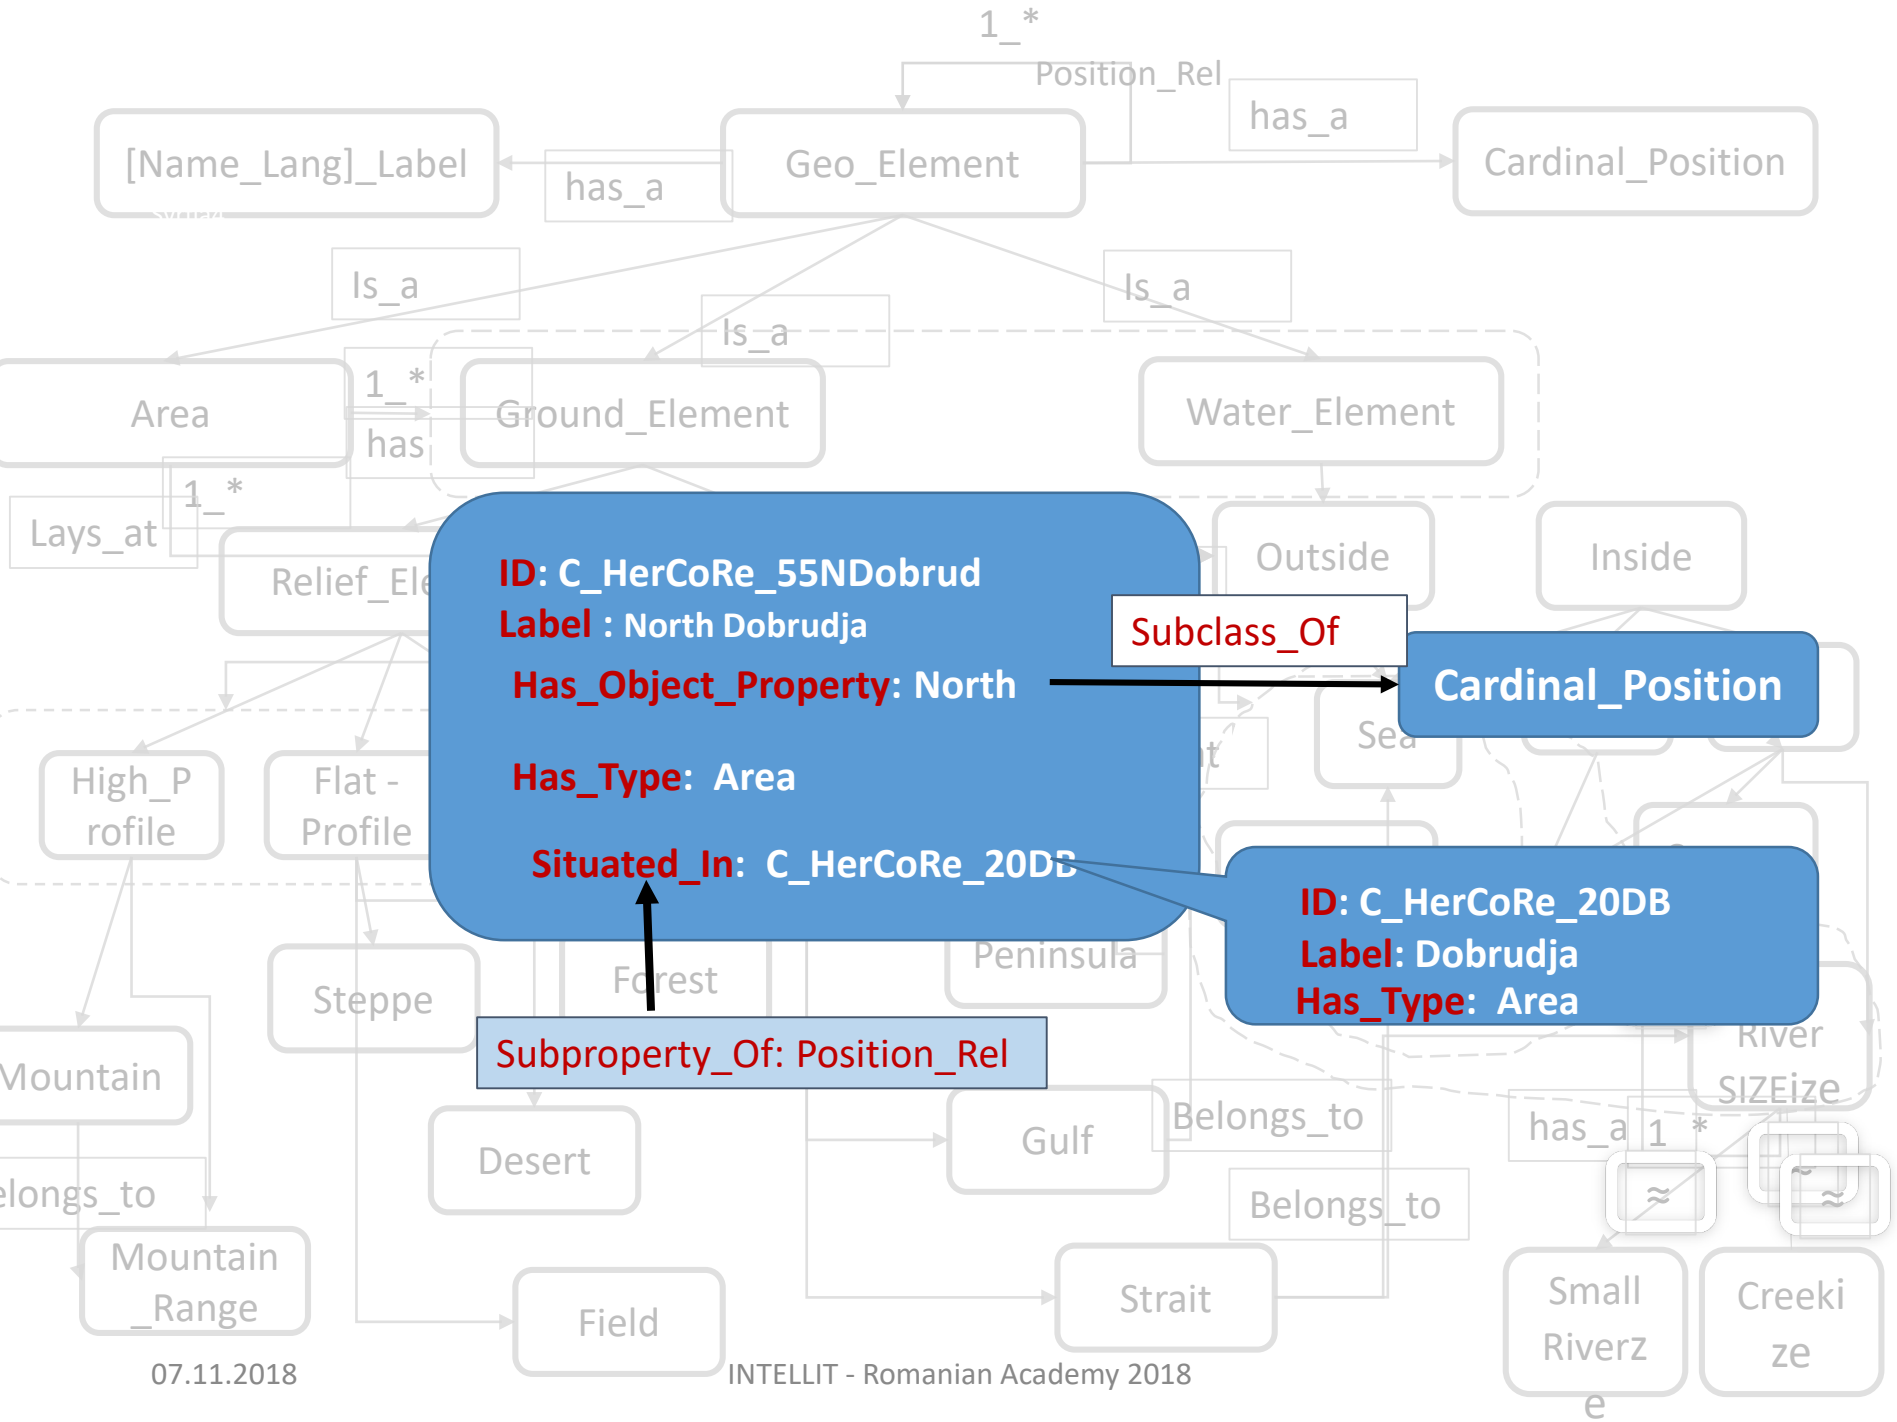 1_*
Position_Rel
has_a
[Name_Lang]_Label
Geo_Element
Cardinal_Position
has_a
Is_a
Is_a
Is_a
1_*
Area
Ground_Element
Water_Element
has
1_*
Lays_at
Outside
Inside
Relief_Ele
ID: C_HerCoRe_55NDobrud
Label : North Dobrudja
Has_Object_Property: North
Has_Type: Area
Situated_In: C_HerCoRe_20DB
Subclass_Of
Cardinal_Position
Sea
High_P
rofile
Flat -
Profile
ID: C_HerCoRe_20DB
Label: Dobrudja
Has_Type: Area
Steppe
Forest
Peninsula
Subproperty_Of: Position_Rel
River
SIZEize
Mountain
Desert
Gulf
Belongs_to
has_a
1_*
≈
≈
≈
elongs_to
Belongs_to
Mountain
_Range
Field
Strait
Small
Riverz
e
Creeki
ze
07.11.2018
INTELLIT - Romanian Academy 2018